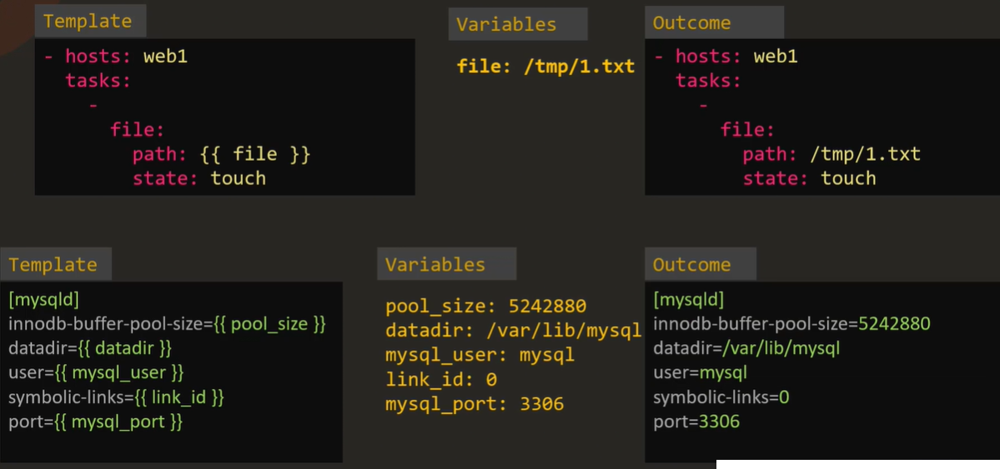 Template
- hosts: web1
tasks:
-
file:
path: {{ file }}
state: touch
Variables
file: /tmp/1.txt
Outcome
- hosts: web1
tasks:
-
file:
path: /tmp/1.txt
state: touch
Template
[mysqld]
innodb-buffer-pool-size={{ pool_size }}
datadir={{ datadir }}
user={{ mysql_user }}
symbolic-links={{ link_id }}
port={{ mysql_port }}
Variables
pool_size: 5242880
datadir: /var/lib/mysql
mysql_user: mysql
link_id: 0
mysql_port: 3306
Outcome
[mysqld]
innodb-buffer-pool-size=5242880
datadir=/var/lib/mysql
user=mysql
symbolic-links=0
port=3306